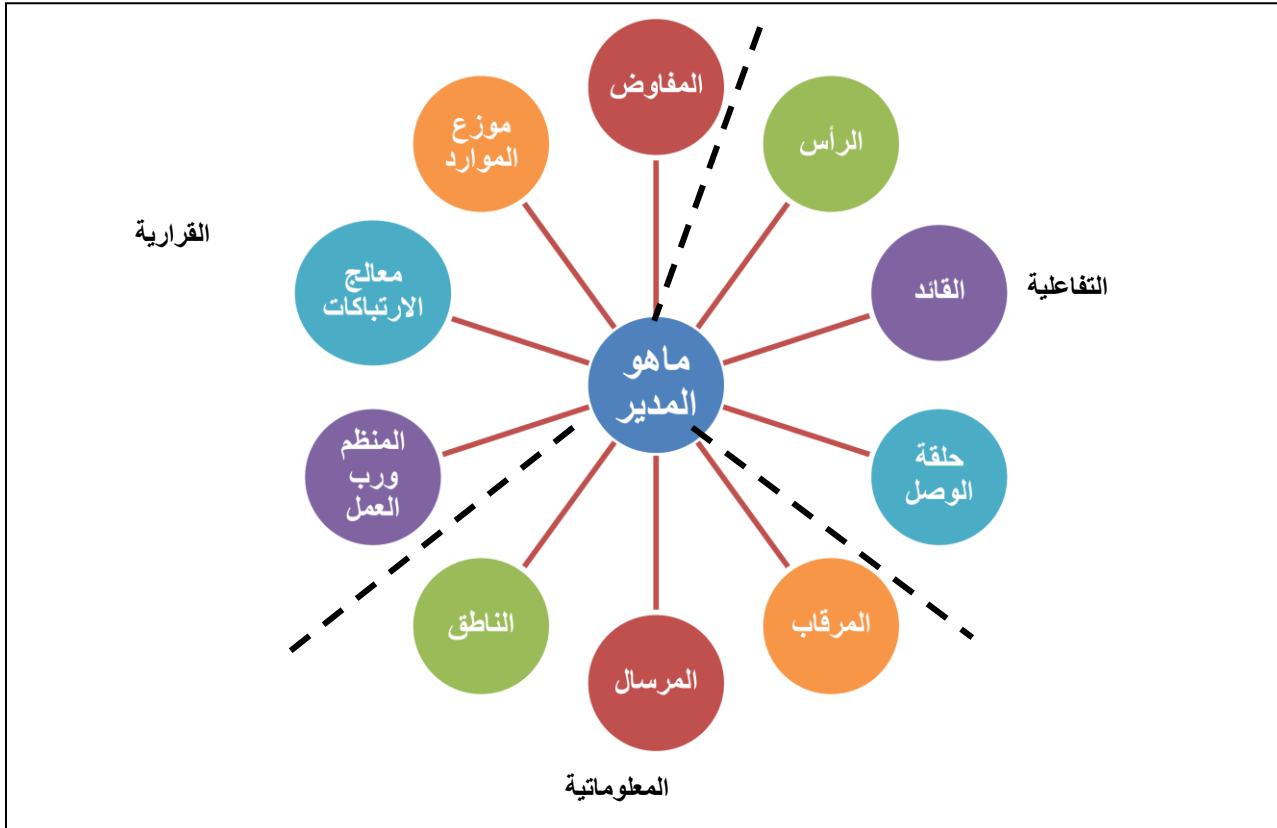 المفاوض
الرأس
موزع
الموارد
القرارية
القائد
التفاعلية
معالج
الارتباكات
ماهو
المدير
حلقة
الوصل
المنظم
ورب
العمل
المرقاب
الناطق
المرسال
المعلوماتية